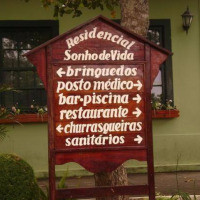 Residencial
Sonho de Vida
← brinquedos
posto médico →
bar-piscina →
restaurante →
← churrasqueiras
sanitários →